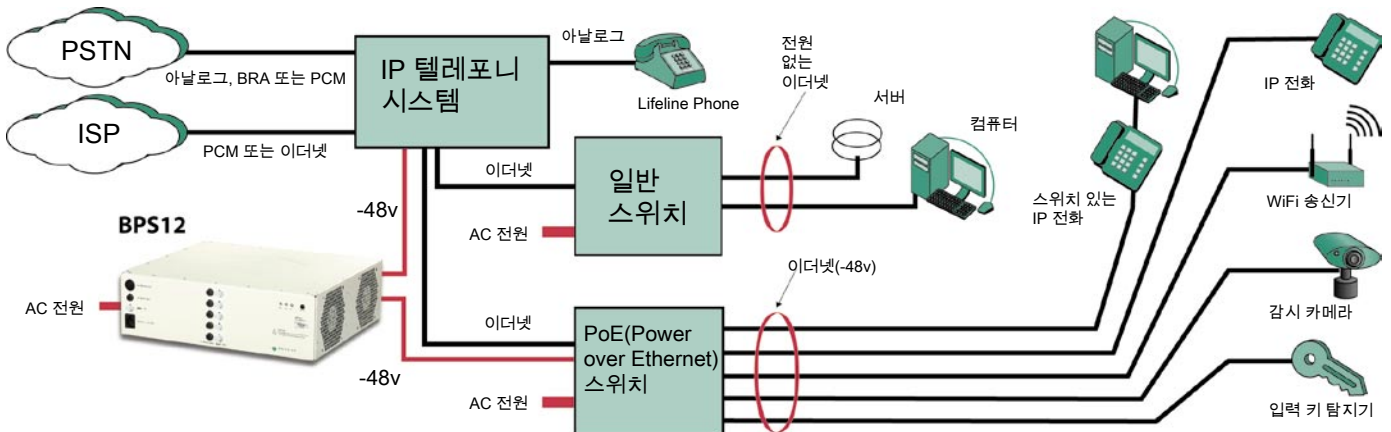 PSTN
아날로그, BRA 또는 PCM
ISP
PCM 또는 이더넷
IP 텔레포니
시스템
아날로그
Lifeline Phone
전원
없는
이더넷
서버
컴퓨터
이더넷
일반
스위치
AC 전원
-48v
BPS12
AC 전원
-48v
이더넷
PoE(Power
over Ethernet)
스위치
AC 전원
이더넷(-48v)
스위치 있는
IP 전화
IP 전화
WiFi 송신기
감시 카메라
입력 키 탐지기